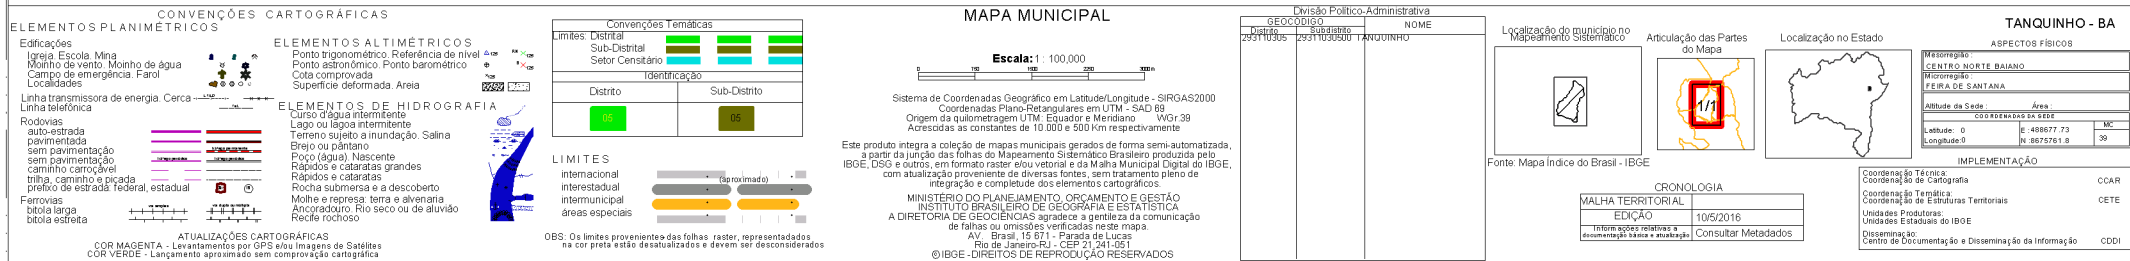 CONVENÇÕES CARTOGRÁFICAS
ELEMENTOS PLANIMÉTRICOS
Edificações
Igreja. Escola. Mina
Moinho de vento. Moinho de água
Campo de emergência. Farol
Localidades
Linha transmissora de energia. Cerca
Linha telefônica
Rodovias
auto-estrada
pavimentada
sem pavimentação
sem pavimentação
caminho carroçável
trilha, caminho e picada
prefixo de estrada: federal, estadual
Ferrovias
bitola larga
bitola estreita
ELEMENTOS ALTIMÉTRICOS
Ponto trigonométrico. Referência de nível
Ponto astronômico. Ponto barométrico
Cota comprovada
Superfície deformada. Areia
ELEMENTOS DE HIDROGRAFIA
Curso d'água intermitente
Lago ou lagoa intermitente
Terreno sujeito a inundação. Salina
Brejo ou pântano
Poço (água). Nascente
Rápidos e cataratas grandes
Rápidos e cataratas
Rocha submersa e a descoberto
Molhe e represa: terra e alvenaria
Ancoradouro. Rio seco ou de aluvião
Recife rochoso
ATUALIZAÇÕES CARTOGRÁFICAS
COR MAGENTA - Levantamentos por GPS e/ou Imagens de Satélites
COR VERDE - Lançamento aproximado sem comprovação cartográfica
Convenções Temáticas
Limites: Distrital
Sub-Distrital
Setor Censitário
Identificação
Distrito Sub-Distrito
05 05
LIMITES
internacional
(aproximado)
interestadual
intermunicipal
áreas especiais
OBS: Os limites provenientes das folhas raster, representadados
na cor preta estão desatualizados e devem ser desconsiderados
MAPA MUNICIPAL
Escala: 1 : 100,000
0 750 1500 2250 3000 m
Sistema de Coordenadas Geográfico em Latitude/Longitude - SIRGAS2000
Coordenadas Plano-Retangulares em UTM - SAD 69
Origem da quilometragem UTM: Equador e Meridiano WGr.39
Acrescidas as constantes de 10.000 e 500 Km respectivamente
Este produto integra a coleção de mapas municipais gerados de forma semi-automatizada,
a partir da junção das folhas do Mapeamento Sistemático Brasileiro produzida pelo
IBGE, DSG e outros, em formato raster e/ou vetorial e da Malha Municipal Digital do IBGE,
com atualização proveniente de diversas fontes, sem tratamento pleno de
integração e completude dos elementos cartográficos.
MINISTÉRIO DO PLANEJAMENTO, ORÇAMENTO E GESTÃO
INSTITUTO BRASILEIRO DE GEOGRAFIA E ESTATÍSTICA
A DIRETORIA DE GEOCIÊNCIAS agradece a gentileza da comunicação
de falhas ou omissões verificadas neste mapa.
AV. Brasil, 15 671 - Parada de Lucas
Rio de Janeiro-RJ - CEP 21.241-051
© IBGE - DIREITOS DE REPRODUÇÃO RESERVADOS
Divisão Político-Administrativa
GEOCÓDIGO NOME
Distrito Subdistrito
293110305 29311030500 TANQUINHO
Localização do município no
Mapeamento Sistemático
Fonte: Mapa Índice do Brasil - IBGE
Articulação das Partes
do Mapa
1/1
Localização no Estado
CRONOLOGIA
MALHA TERRITORIAL
EDIÇÃO 10/5/2016
Informações relativas a
documentação básica e atualização Consultar Metadados
TANQUINHO - BA
ASPECTOS FÍSICOS
Mesorregião :
CENTRO NORTE BAIANO
Microrregião :
FEIRA DE SANTANA
Altitude da Sede : Área :
COORDENADAS DA SEDE
MC
Latitude: 0 E :488677.73
Longitude:0 N :8675761.8
39
IMPLEMENTAÇÃO
Coordenação Técnica:
Coordenação de Cartografia CCAR
Coordenação Temática:
Coordenação de Estruturas Territoriais CETE
Unidades Produtoras:
Unidades Estaduais do IBGE
Disseminação:
Centro de Documentação e Disseminação da Informação CDDI